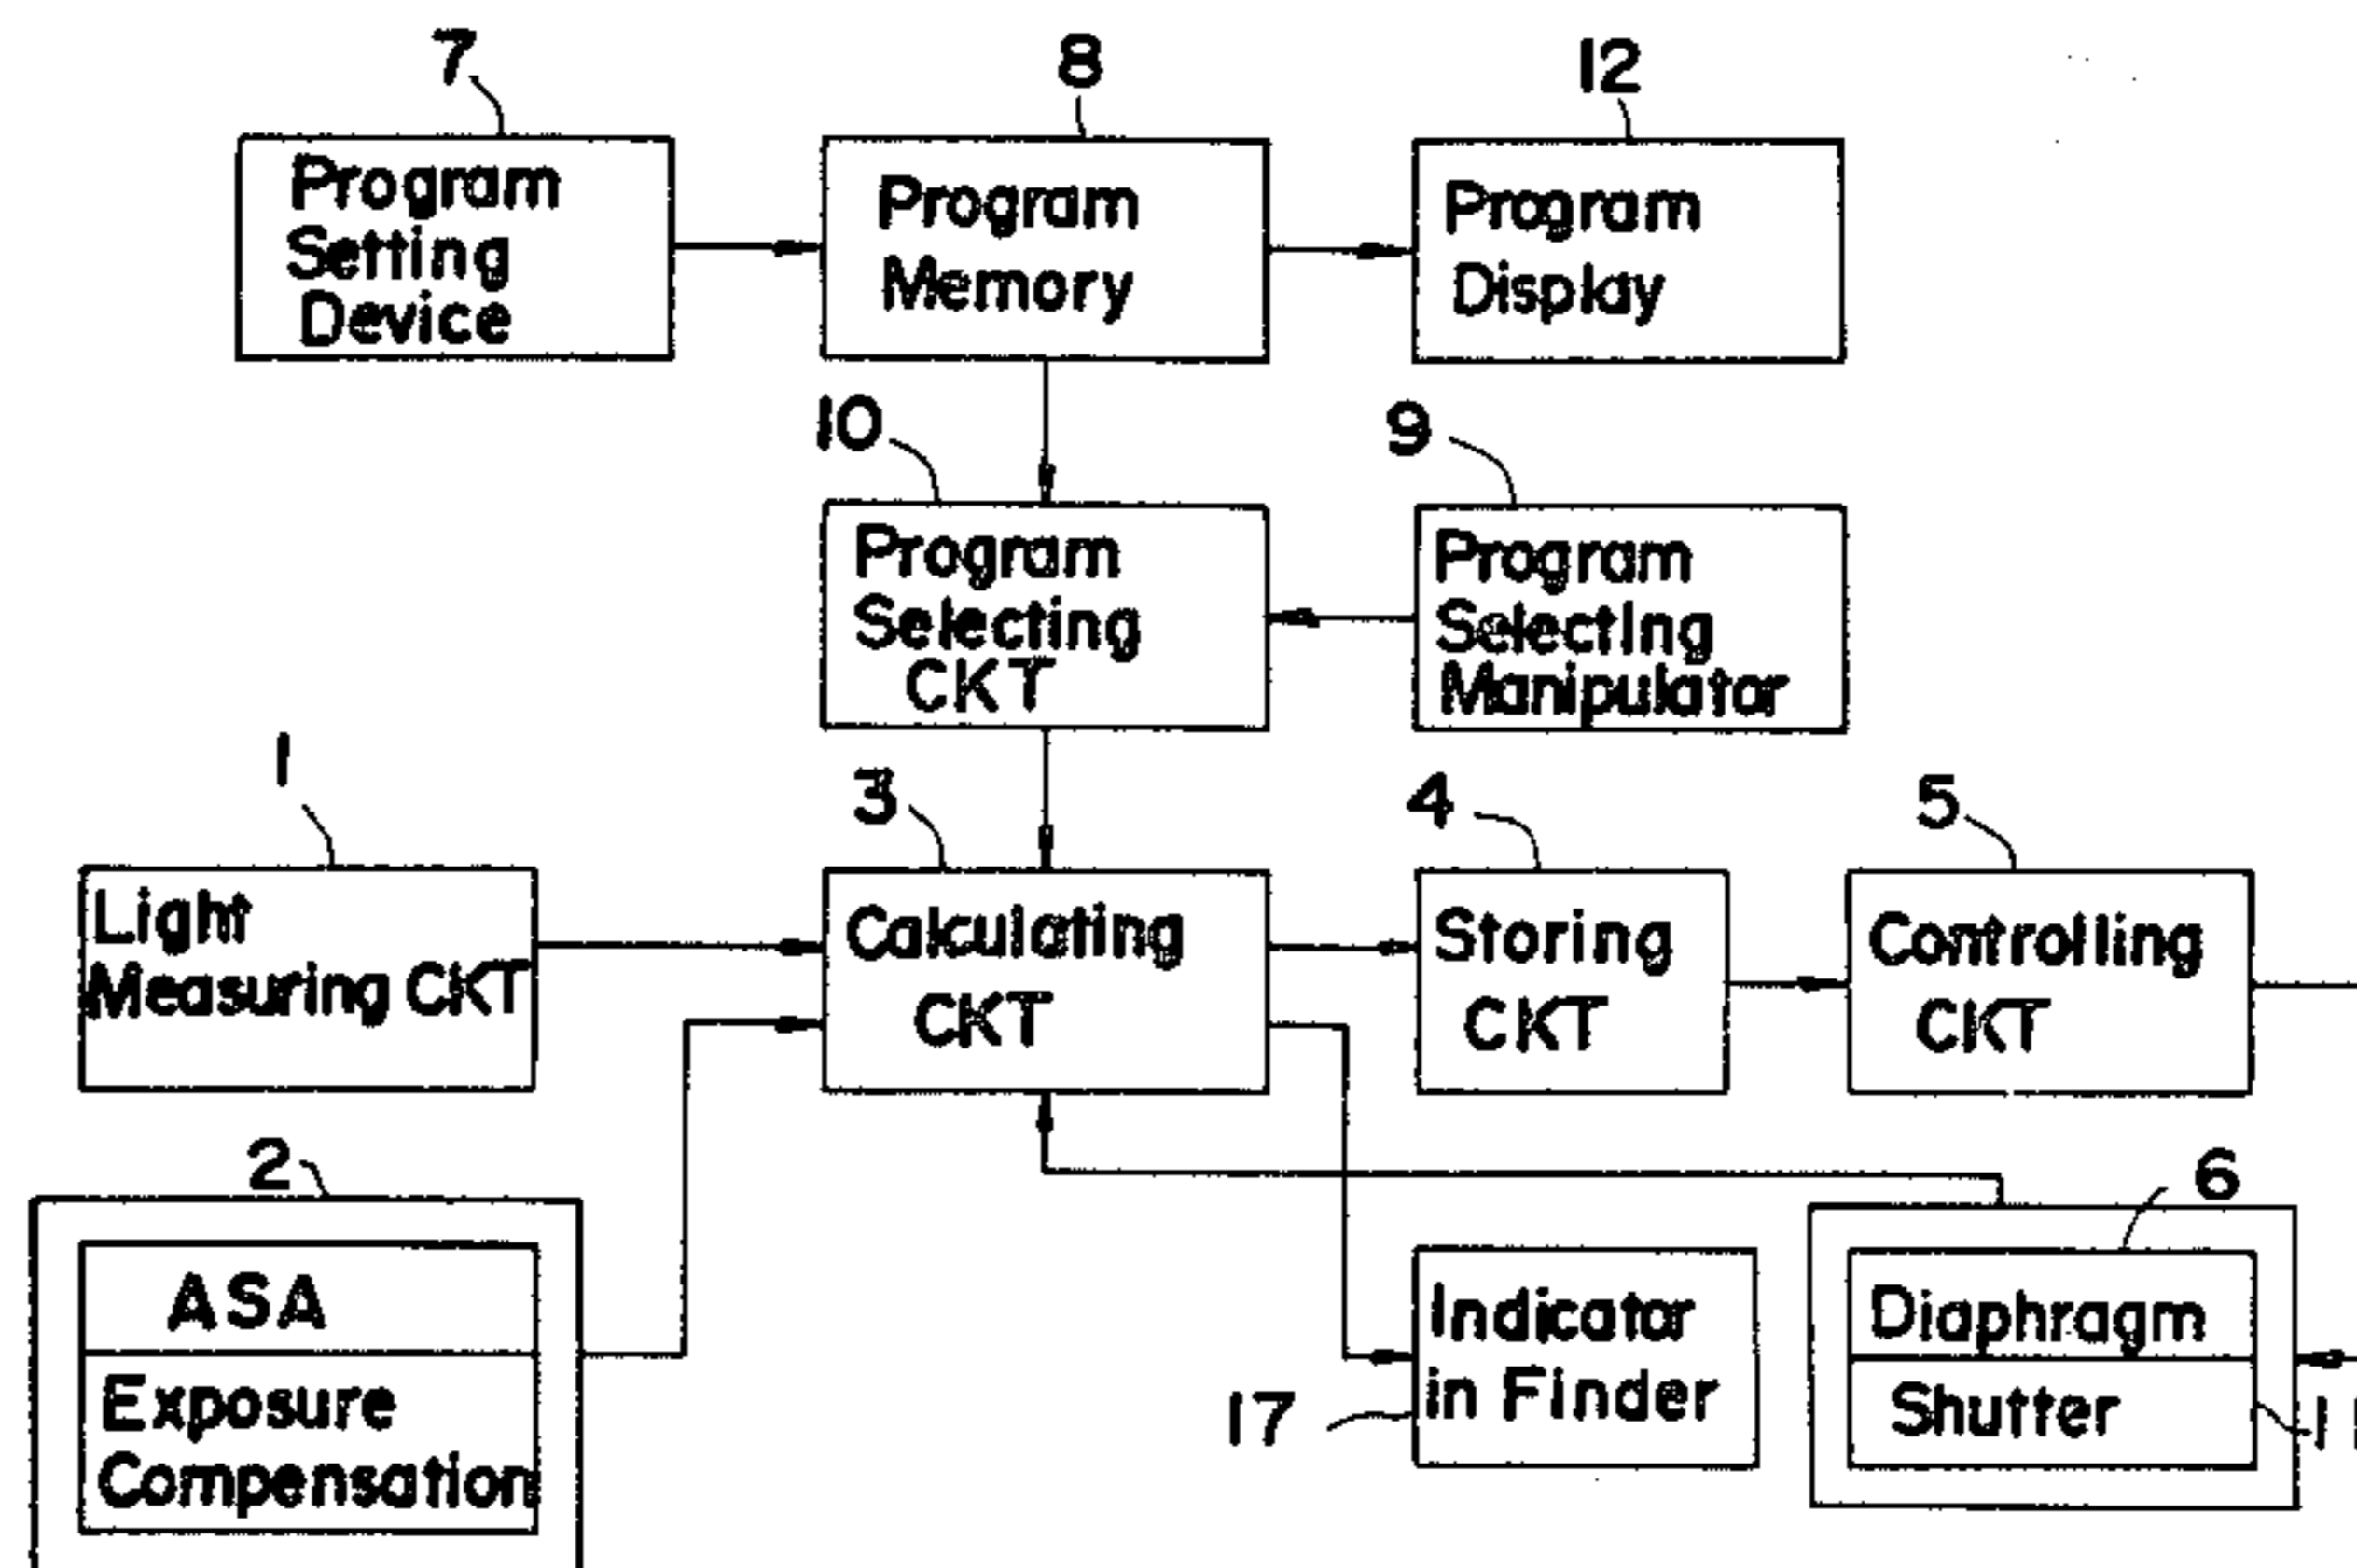 7
8
12
Program
Setting
Device
Program
Memory
Program
Display
10
9
Program
Selecting
CKT
Program
Selecting
Manipulator
1
3
4
5
Light
Measuring CKT
Calculating
CKT
Storing
CKT
Controlling
CKT
2
6
ASA
Exposure
Compensation
Indicator
in Finder
17
Diaphragm
Shutter